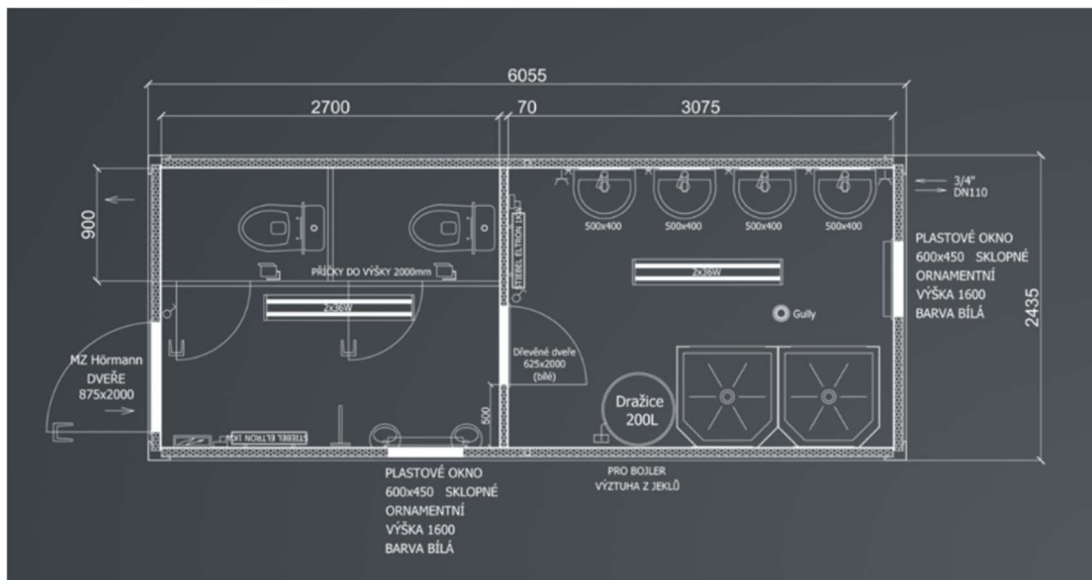 6055
2700
70
3075
900
3/4"
DN110
500x400
500x400
500x400
500x400
STIEBEL ELTRON 1KW
PŘÍČKY DO VÝŠKY 2000mm
2x36W
2x36W
Gully
PLASTOVÉ OKNO
600x450 SKLOPNÉ
ORNAMENTNÍ
VÝŠKA 1600
BARVA BÍLÁ
2435
MZ Hörmann
DVEŘE
875x2000
Dřevěné dveře
625x2000
(bílé)
500
Dražice
200L
STIEBEL ELTRON 1KW
PLASTOVÉ OKNO
600x450 SKLOPNÉ
ORNAMENTNÍ
VÝŠKA 1600
BARVA BÍLÁ
PRO BOJLER
VÝZTUHA Z JEKLŮ